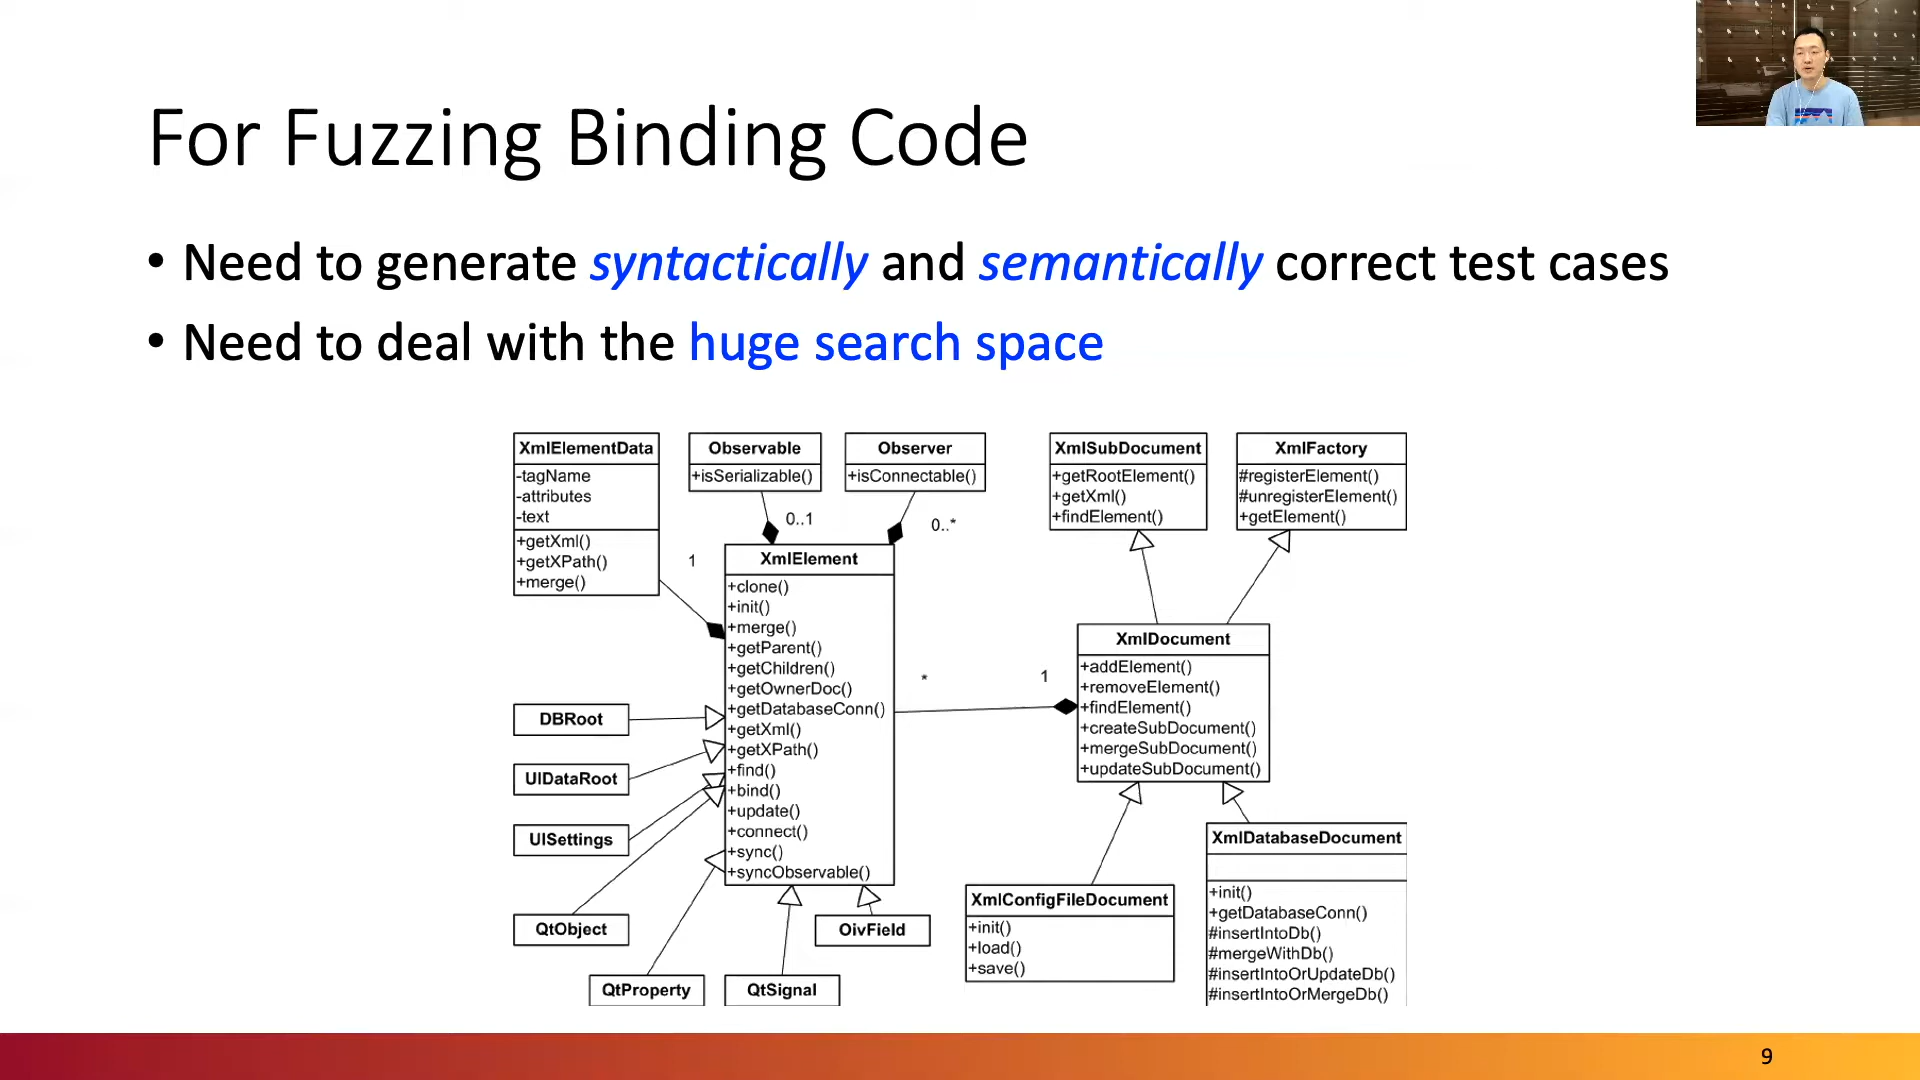 For Fuzzing Binding Code
• Need to generate syntactically and semantically correct test cases
• Need to deal with the huge search space
XmlElementData
-tagName
-attributes
-text
+getXml()
+getXPath()
+merge()
Observable
+isSerializable()
Observer
+isConnectable()
XmlSubDocument
+getRootElement()
+getXml()
+findElement()
XmlFactory
#registerElement()
#unregisterElement()
+getElement()
0..1
0..*
1
XmlElement
+clone()
+init()
+merge()
+getParent()
+getChildren()
+getOwnerDoc()
+getDatabaseConn()
+getXml()
+getXPath()
+find()
+bind()
+update()
+connect()
+sync()
+syncObservable()
*
1
XmlDocument
+addElement()
+removeElement()
+findElement()
+createSubDocument()
+mergeSubDocument()
+updateSubDocument()
DBRoot
UIDataRoot
UISettings
QtObject
QtProperty
QtSignal
OivField
XmlConfigFileDocument
+init()
+load()
+save()
XmlDatabaseDocument
+init()
+getDatabaseConn()
#insertIntoDb()
#mergeWithDb()
#insertIntoOrUpdateDb()
#insertIntoOrMergeDb()
9